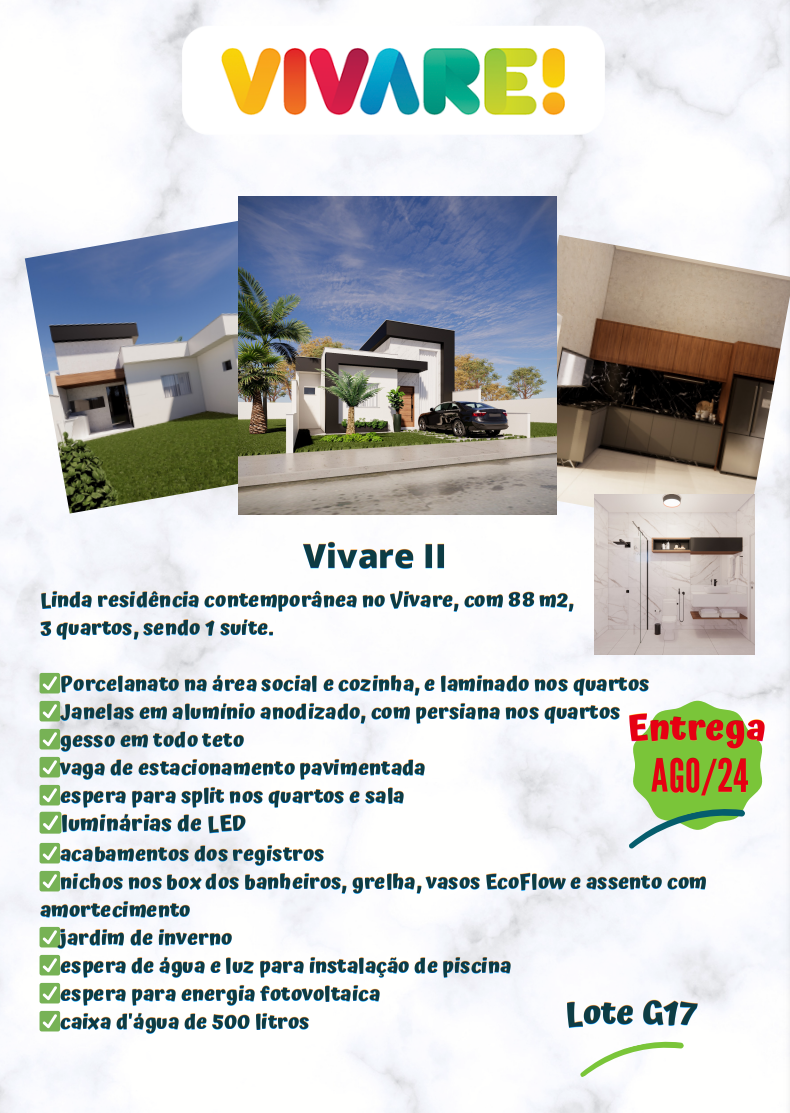 VIVARE!
Vivare II
Linda residência contemporânea no Vivare, com 88 m2,
3 quartos, sendo 1 suíte.
✅Porcelanato na área social e cozinha, e laminado nos quartos
✅Janelas em alumínio anodizado, com persiana nos quartos
✅gesso em todo teto
✅vaga de estacionamento pavimentada
✅espera para split nos quartos e sala
✅luminárias de LED
✅acabamentos dos registros
✅nichos nos box dos banheiros, grelha, vasos EcoFlow e assento com
amortecimento
✅jardim de inverno
✅espera de água e luz para instalação de piscina
✅espera para energia fotovoltaica
✅caixa d'água de 500 litros
Entrega
AGO/24
Lote G17